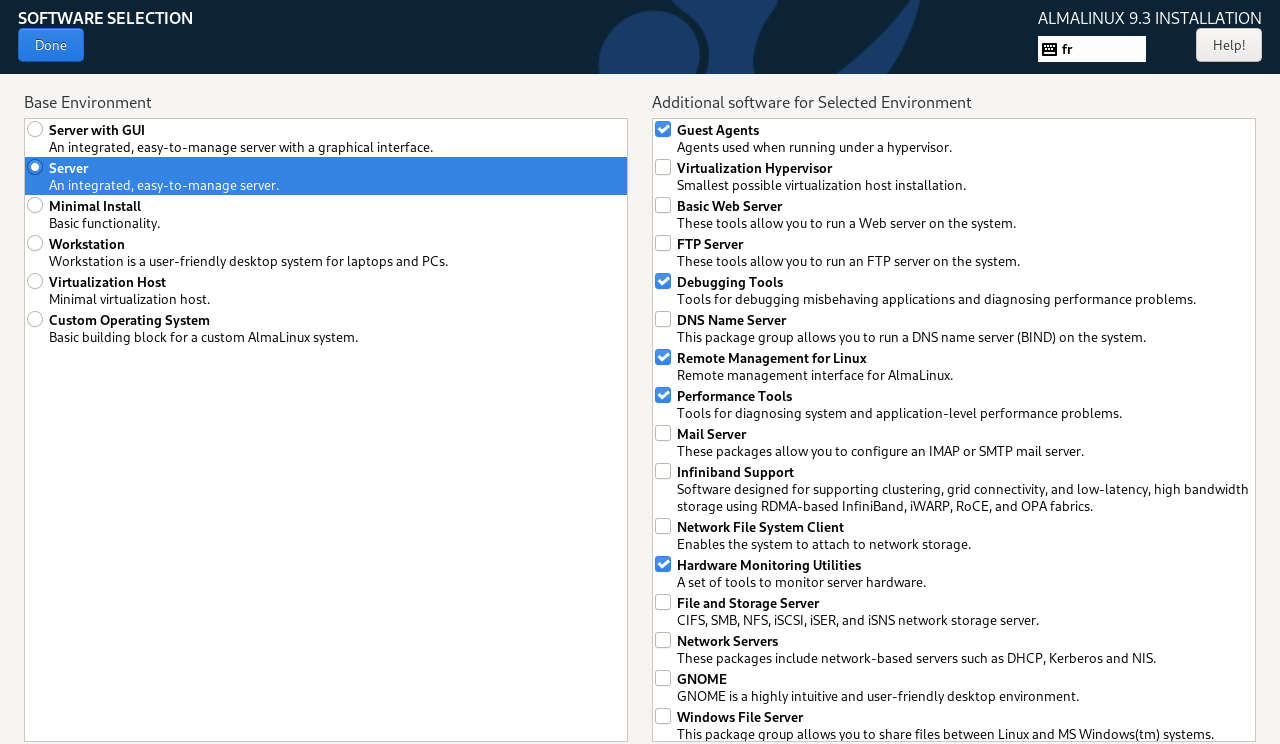 SOFTWARE SELECTION
Done
ALMALINUX 9.3 INSTALLATION
fr
Help!
Base Environment
Server with GUI
An integrated, easy-to-manage server with a graphical interface.
Server
An integrated, easy-to-manage server.
Minimal Install
Basic functionality.
Workstation
Workstation is a user-friendly desktop system for laptops and PCs.
Virtualization Host
Minimal virtualization host.
Custom Operating System
Basic building block for a custom AlmaLinux system.
Additional software for Selected Environment
Guest Agents
Agents used when running under a hypervisor.
Virtualization Hypervisor
Smallest possible virtualization host installation.
Basic Web Server
These tools allow you to run a Web server on the system.
FTP Server
These tools allow you to run an FTP server on the system.
Debugging Tools
Tools for debugging misbehaving applications and diagnosing performance problems.
DNS Name Server
This package group allows you to run a DNS name server (BIND) on the system.
Remote Management for Linux
Remote management interface for AlmaLinux.
Performance Tools
Tools for diagnosing system and application-level performance problems.
Mail Server
These packages allow you to configure an IMAP or SMTP mail server.
Infiniband Support
Software designed for supporting clustering, grid connectivity, and low-latency, high bandwidth
storage using RDMA-based InfiniBand, iWARP, RoCE, and OPA fabrics.
Network File System Client
Enables the system to attach to network storage.
Hardware Monitoring Utilities
A set of tools to monitor server hardware.
File and Storage Server
CIFS, SMB, NFS, iSCSI, iSER, and iSNS network storage server.
Network Servers
These packages include network-based servers such as DHCP, Kerberos and NIS.
GNOME
GNOME is a highly intuitive and user-friendly desktop environment.
Windows File Server
This package group allows you to share files between Linux and MS Windows(tm) systems.